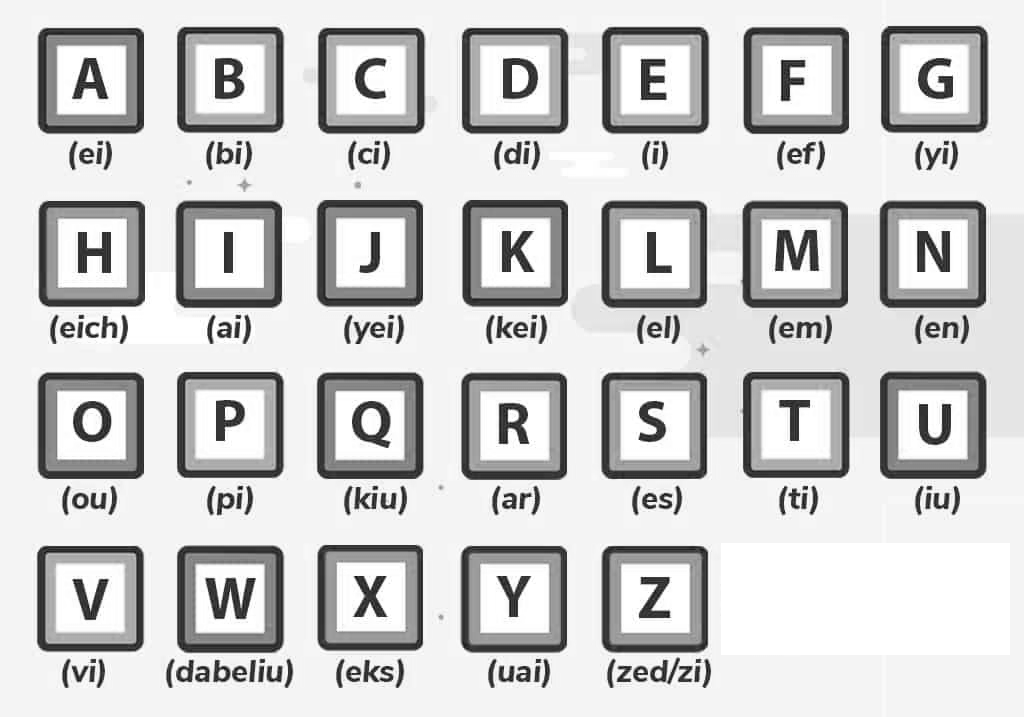 A B C D E F G
(ei) (bi) (ci) (di) (i) (ef) (yi)
H I J K L M N
(eich) (ai) (yei) (kei) (el) (em) (en)
O P Q R S T U
(ou) (pi) (kiu) (ar) (es) (ti) (iu)
V W X Y Z
(vi) (dabeliu) (eks) (uai) (zed/zi)